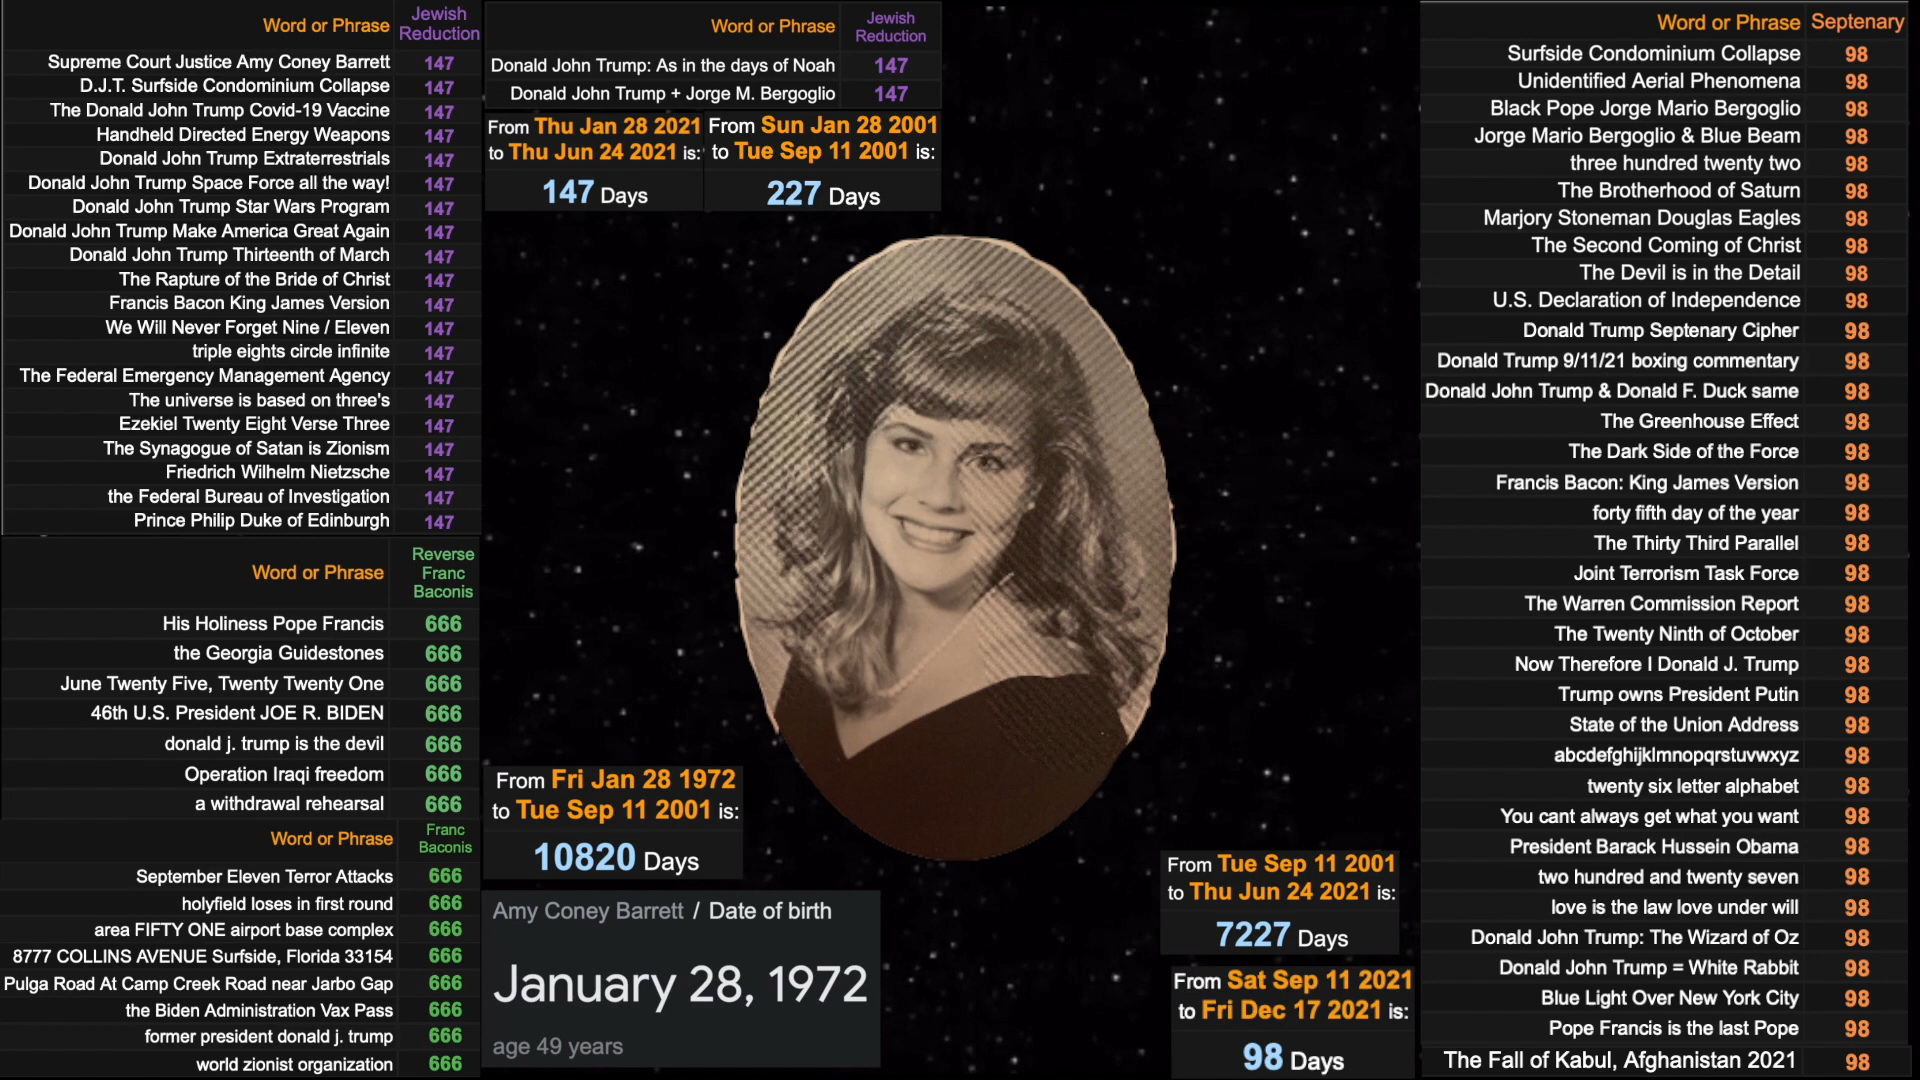 Word or Phrase Jewish Reduction
Supreme Court Justice Amy Coney Barrett 147
D.J.T. Surfside Condominium Collapse 147
The Donald John Trump Covid-19 Vaccine 147
Handheld Directed Energy Weapons 147
Donald John Trump Extraterrestrials 147
Donald John Trump Space Force all the way! 147
Donald John Trump Star Wars Program 147
Donald John Trump Make America Great Again 147
Donald John Trump Thirteenth of March 147
The Rapture of the Bride of Christ 147
Francis Bacon King James Version 147
We Will Never Forget Nine / Eleven 147
triple eights circle infinite 147
The Federal Emergency Management Agency 147
The universe is based on three's 147
Ezekiel Twenty Eight Verse Three 147
The Synagogue of Satan is Zionism 147
Friedrich Wilhelm Nietzsche 147
the Federal Bureau of Investigation 147
Prince Philip Duke of Edinburgh 147
Word or Phrase Reverse Franc Baconis
His Holiness Pope Francis 666
the Georgia Guidestones 666
June Twenty Five, Twenty Twenty One 666
46th U.S. President JOE R. BIDEN 666
donald j. trump is the devil 666
Operation Iraqi freedom 666
a withdrawal rehearsal 666
Word or Phrase Franc Baconis
September Eleven Terror Attacks 666
holyfield loses in first round 666
area FIFTY ONE airport base complex 666
8777 COLLINS AVENUE Surfside, Florida 33154 666
Pulga Road At Camp Creek Road near Jarbo Gap 666
the Biden Administration Vax Pass 666
former president donald j. trump 666
world zionist organization 666
Word or Phrase Jewish Reduction
Donald John Trump: As in the days of Noah 147
Donald John Trump + Jorge M. Bergoglio 147
From Thu Jan 28 2021
to Thu Jun 24 2021 is:
147 Days
From Sun Jan 28 2001
to Tue Sep 11 2001 is:
227 Days
From Fri Jan 28 1972
to Tue Sep 11 2001 is:
10820 Days
Amy Coney Barrett / Date of birth
January 28, 1972
age 49 years
From Tue Sep 11 2001
to Thu Jun 24 2021 is:
7227 Days
From Sat Sep 11 2021
to Fri Dec 17 2021 is:
98 Days
Word or Phrase Septenary
Surfside Condominium Collapse 98
Unidentified Aerial Phenomena 98
Black Pope Jorge Mario Bergoglio 98
Jorge Mario Bergoglio & Blue Beam 98
three hundred twenty two 98
The Brotherhood of Saturn 98
Marjory Stoneman Douglas Eagles 98
The Second Coming of Christ 98
The Devil is in the Detail 98
U.S. Declaration of Independence 98
Donald Trump Septenary Cipher 98
Donald Trump 9/11/21 boxing commentary 98
Donald John Trump & Donald F. Duck same 98
The Greenhouse Effect 98
The Dark Side of the Force 98
Francis Bacon: King James Version 98
forty fifth day of the year 98
The Thirty Third Parallel 98
Joint Terrorism Task Force 98
The Warren Commission Report 98
The Twenty Ninth of October 98
Now Therefore I Donald J. Trump 98
Trump owns President Putin 98
State of the Union Address 98
abcdefghijklmnopqrstuvwxyz 98
twenty six letter alphabet 98
You cant always get what you want 98
President Barack Hussein Obama 98
two hundred and twenty seven 98
love is the law love under will 98
Donald John Trump: The Wizard of Oz 98
Donald John Trump = White Rabbit 98
Blue Light Over New York City 98
Pope Francis is the last Pope 98
The Fall of Kabul, Afghanistan 2021 98